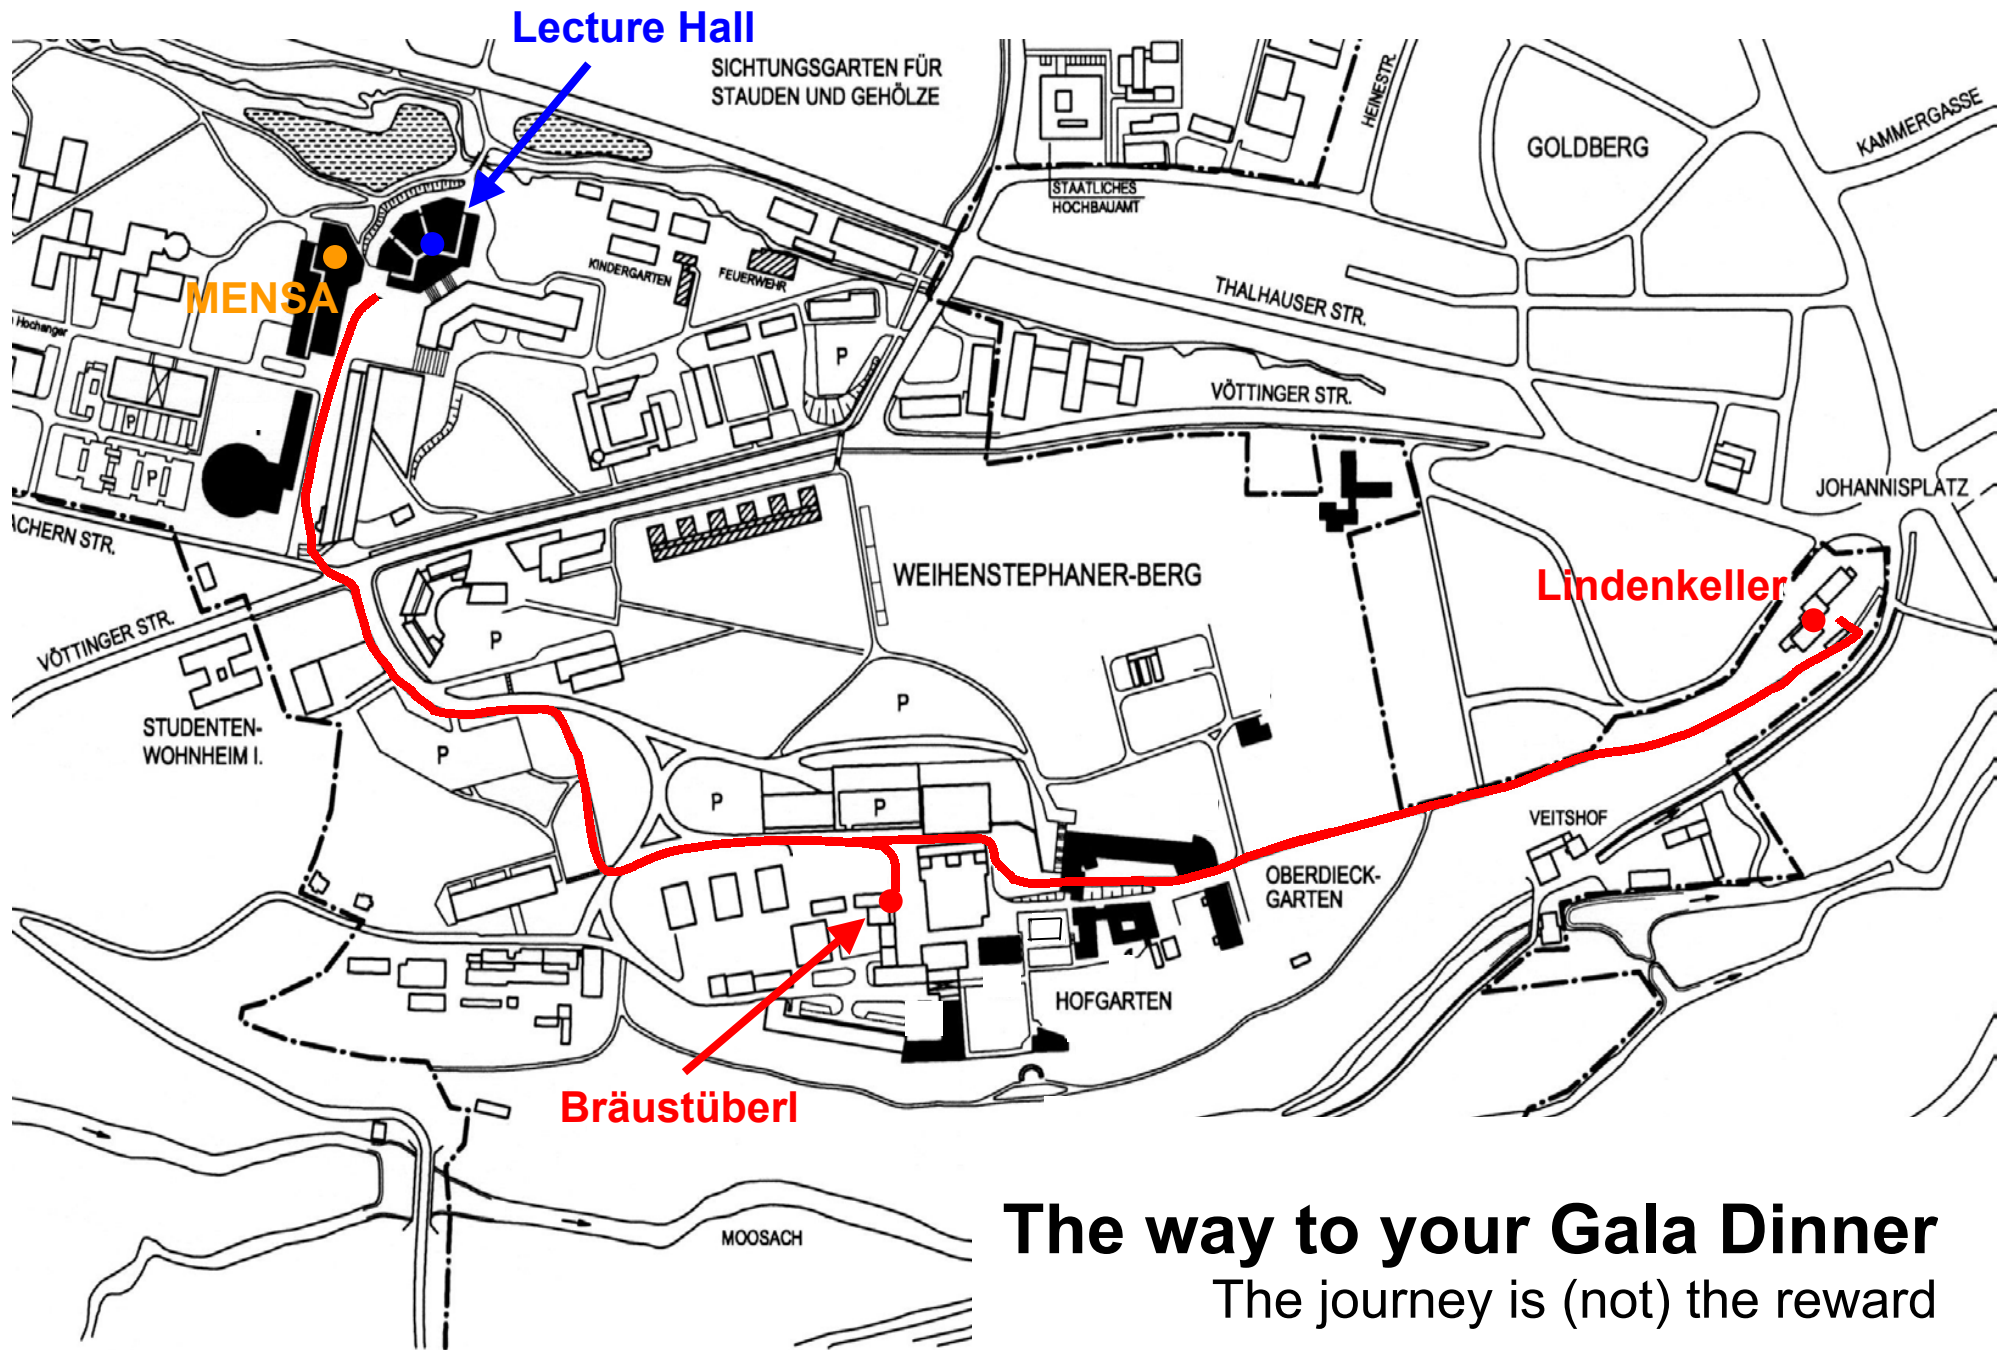 Lecture Hall
SICHTUNGSGARTEN FÜR
STAUDEN UND GEHÖLZE
HEINESTR.
GOLDBERG
KAMMERGASSE
STAATLICHES
HOCHBAUAMT
KINDERGARTEN
FEUERWEHR
MENSA
Hochanger
THALHAUSER STR.
P
VÖTTINGER STR.
P
P
ACHERN STR.
JOHANNISPLATZ
WEIHENSTEPHANER-BERG
Lindenkeller
VÖTTINGER STR.
P
STUDENTEN-
WOHNHEIM I.
P
P
P
P
VEITSHOF
OBERDIECK-
GARTEN
HOFGARTEN
Bräustüberl
MOOSACH
The way to your Gala Dinner
The journey is (not) the reward